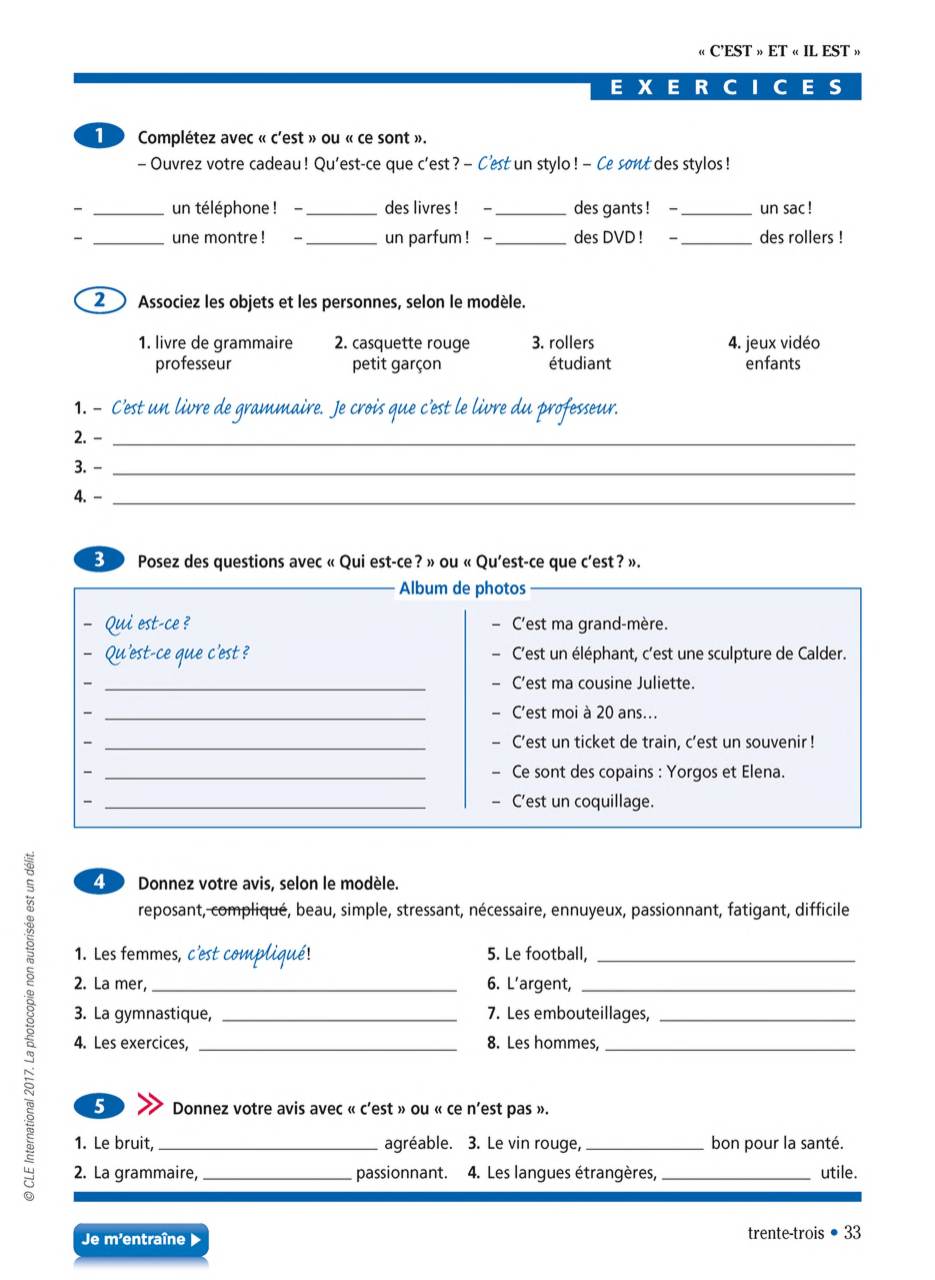 « C'EST » ET « IL EST »
EXERCICES
1 Complétez avec « c'est » ou « ce sont ».
– Ouvrez votre cadeau ! Qu'est-ce que c'est ? – C'est un stylo ! – Ce sont des stylos !
– ________ un téléphone ! – ________ des livres ! – ________ des gants ! – ________ un sac !
– ________ une montre ! – ________ un parfum ! – ________ des DVD ! – ________ des rollers !
2 Associez les objets et les personnes, selon le modèle.
1. livre de grammaire 2. casquette rouge 3. rollers 4. jeux vidéo
professeur petit garçon étudiant enfants
1. – C'est un livre de grammaire. Je crois que c'est le livre du professeur.
2. – ________
3. – ________
4. – ________
3 Posez des questions avec « Qui est-ce ? » ou « Qu'est-ce que c'est ? ».
Album de photos
– Qui est-ce ? – C'est ma grand-mère.
– Qu'est-ce que c'est ? – C'est un éléphant, c'est une sculpture de Calder.
– ________ – C'est ma cousine Juliette.
– ________ – C'est moi à 20 ans…
– ________ – C'est un ticket de train, c'est un souvenir !
– ________ – Ce sont des copains : Yorgos et Elena.
– ________ – C'est un coquillage.
4 Donnez votre avis, selon le modèle.
reposant, compliqué, beau, simple, stressant, nécessaire, ennuyeux, passionnant, fatigant, difficile
1. Les femmes, c'est compliqué ! 5. Le football, ________
2. La mer, ________ 6. L'argent, ________
3. La gymnastique, ________ 7. Les embouteillages, ________
4. Les exercices, ________ 8. Les hommes, ________
5 Donnez votre avis avec « c'est » ou « ce n'est pas ».
1. Le bruit, ________ agréable. 3. Le vin rouge, ________ bon pour la santé.
2. La grammaire, ________ passionnant. 4. Les langues étrangères, ________ utile.
© CLE International 2017. La photocopie non autorisée est un délit.
Je m'entraîne
trente-trois • 33